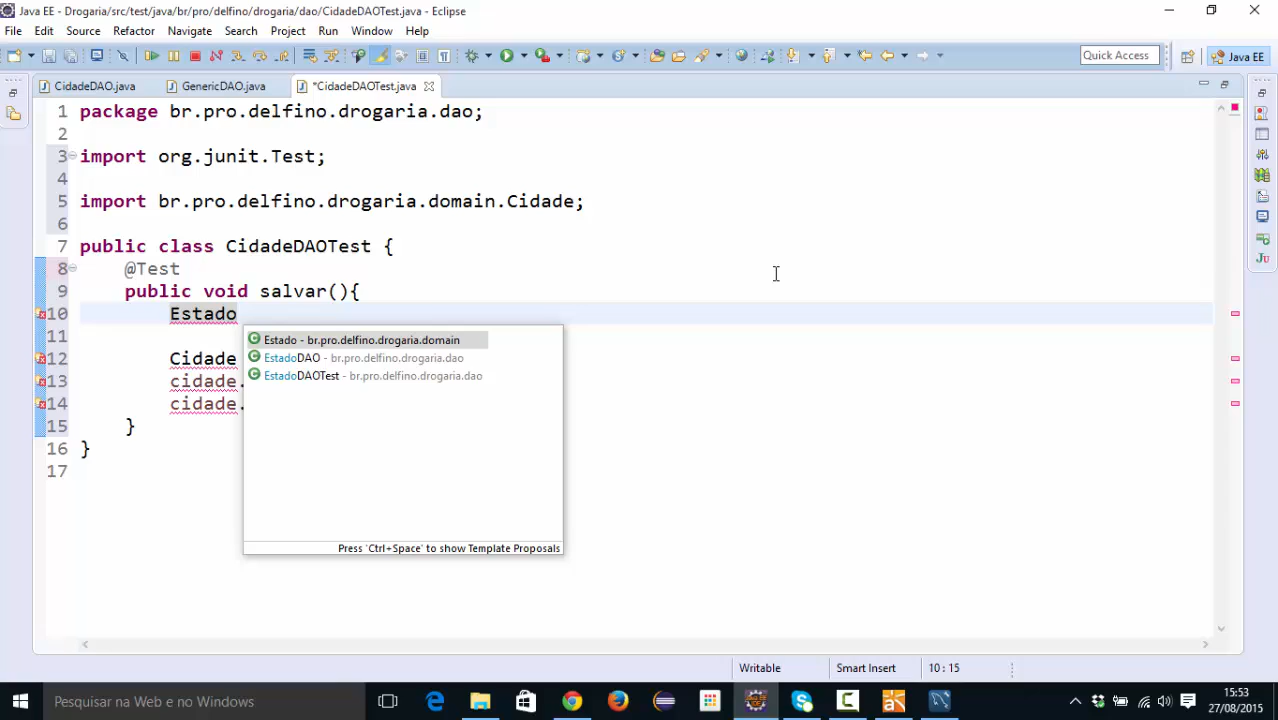 Java EE - Drogaria/src/test/java/br/pro/delfino/drogaria/dao/CidadeDAOTest.java - Eclipse
File Edit Source Refactor Navigate Search Project Run Window Help
Quick Access Java EE
CidadeDAO.java GenericDAO.java *CidadeDAOTest.java
1 package br.pro.delfino.drogaria.dao;
2
3 import org.junit.Test;
4
5 import br.pro.delfino.drogaria.domain.Cidade;
6
7 public class CidadeDAOTest {
8 @Test
9 public void salvar(){
10 Estado
11
12 Cidade
13 cidade.
14 cidade.
15 }
16 }
17
Estado - br.pro.delfino.drogaria.domain
EstadoDAO - br.pro.delfino.drogaria.dao
EstadoDAOTest - br.pro.delfino.drogaria.dao
Press 'Ctrl+Space' to show Template Proposals
Writable Smart Insert 10 : 15
Pesquisar na Web e no Windows
15:53
27/08/2015